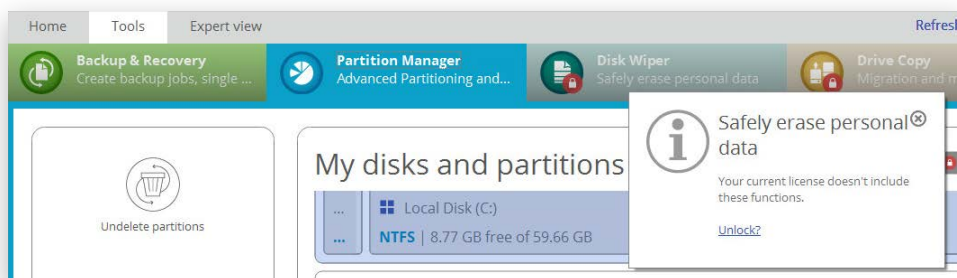 Home Tools Expert view
Backup & Recovery
Create backup jobs, single ...
Partition Manager
Advanced Partitioning and...
Disk Wiper
Safely erase personal data
Drive Copy
Migration and
Safely erase personal
data
Your current license doesn't include
these functions.
Unlock?
Undelete partitions
My disks and partitions
...
...
Local Disk (C:)
NTFS | 8.77 GB free of 59.66 GB